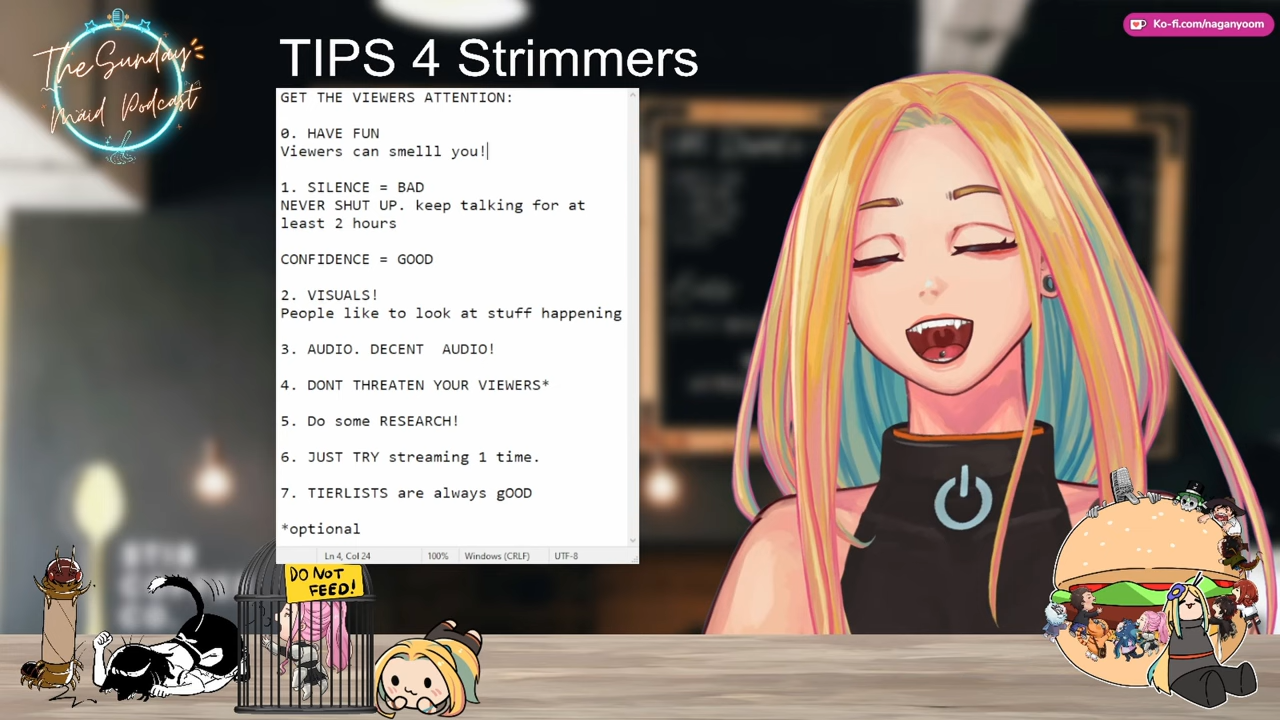 The Sunday
Maid Podcast
Ko-fi.com/naganyoom
TIPS 4 Strimmers
GET THE VIEWERS ATTENTION:
0. HAVE FUN
Viewers can smelll you!
1. SILENCE = BAD
NEVER SHUT UP. keep talking for at
least 2 hours
CONFIDENCE = GOOD
2. VISUALS!
People like to look at stuff happening
3. AUDIO. DECENT  AUDIO!
4. DONT THREATEN YOUR VIEWERS*
5. Do some RESEARCH!
6. JUST TRY streaming 1 time.
7. TIERLISTS are always gOOD
*optional
Ln 4, Col 24
100%
Windows (CRLF)
UTF-8
DO NOT
FEED!